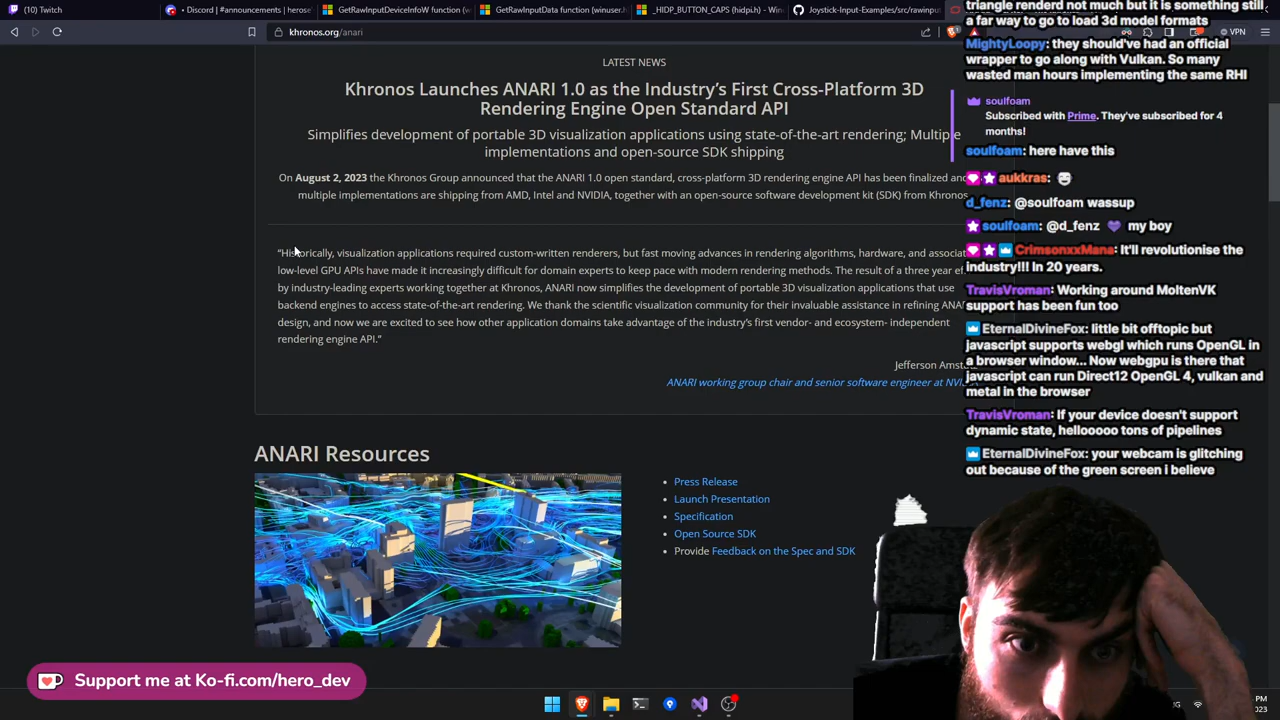 (10) Twitch
• Discord | #announcements | herose
GetRawInputDeviceInfoW function (w
GetRawInputData function (winuser.
_HIDP_BUTTON_CAPS (hidpi.h) - Win
Joystick-Input-Examples/src/rawinpu
khronos.org/anari
VPN
LATEST NEWS
Khronos Launches ANARI 1.0 as the Industry's First Cross-Platform 3D
Rendering Engine Open Standard API
Simplifies development of portable 3D visualization applications using state-of-the-art rendering; Multiple
implementations and open-source SDK shipping
On August 2, 2023 the Khronos Group announced that the ANARI 1.0 open standard, cross-platform 3D rendering engine API has been finalized and
multiple implementations are shipping from AMD, Intel and NVIDIA, together with an open-source software development kit (SDK) from Khronos
“Historically, visualization applications required custom-written renderers, but fast moving advances in rendering algorithms, hardware, and associat
low-level GPU APIs have made it increasingly difficult for domain experts to keep pace with modern rendering methods. The result of a three year ef
by industry-leading experts working together at Khronos, ANARI now simplifies the development of portable 3D visualization applications that use
backend engines to access state-of-the-art rendering. We thank the scientific visualization community for their invaluable assistance in refining ANA
design, and now we are excited to see how other application domains take advantage of the industry's first vendor- and ecosystem- independent
rendering engine API.”
Jefferson Amst
ANARI working group chair and senior software engineer at NVI
ANARI Resources
Press Release
Launch Presentation
Specification
Open Source SDK
Provide Feedback on the Spec and SDK
triangle renderd not much but it is something still
a far way to go to load 3d model formats
MightyLoopy: they should've had an official
wrapper to go along with Vulkan. So many
wasted man hours implementing the same RHI
soulfoam
Subscribed with Prime. They've subscribed for 4
months!
soulfoam: here have this
aukkras:
d_fenz: @soulfoam wassup
soulfoam: @d_fenz 💜 my boy
CrimsonxxMana: It'll revolutionise the
industry!!! In 20 years.
TravisVroman: Working around MoltenVK
support has been fun too
EternalDivineFox: little bit offtopic but
javascript supports webgl which runs OpenGL in
a browser window... Now webgpu is there that
javascript can run Direct12 OpenGL 4, vulkan and
metal in the browser
TravisVroman: If your device doesn't support
dynamic state, hellooooo tons of pipelines
EternalDivineFox: your webcam is glitching
out because of the green screen i believe
Support me at Ko-fi.com/hero_dev
PM
2023